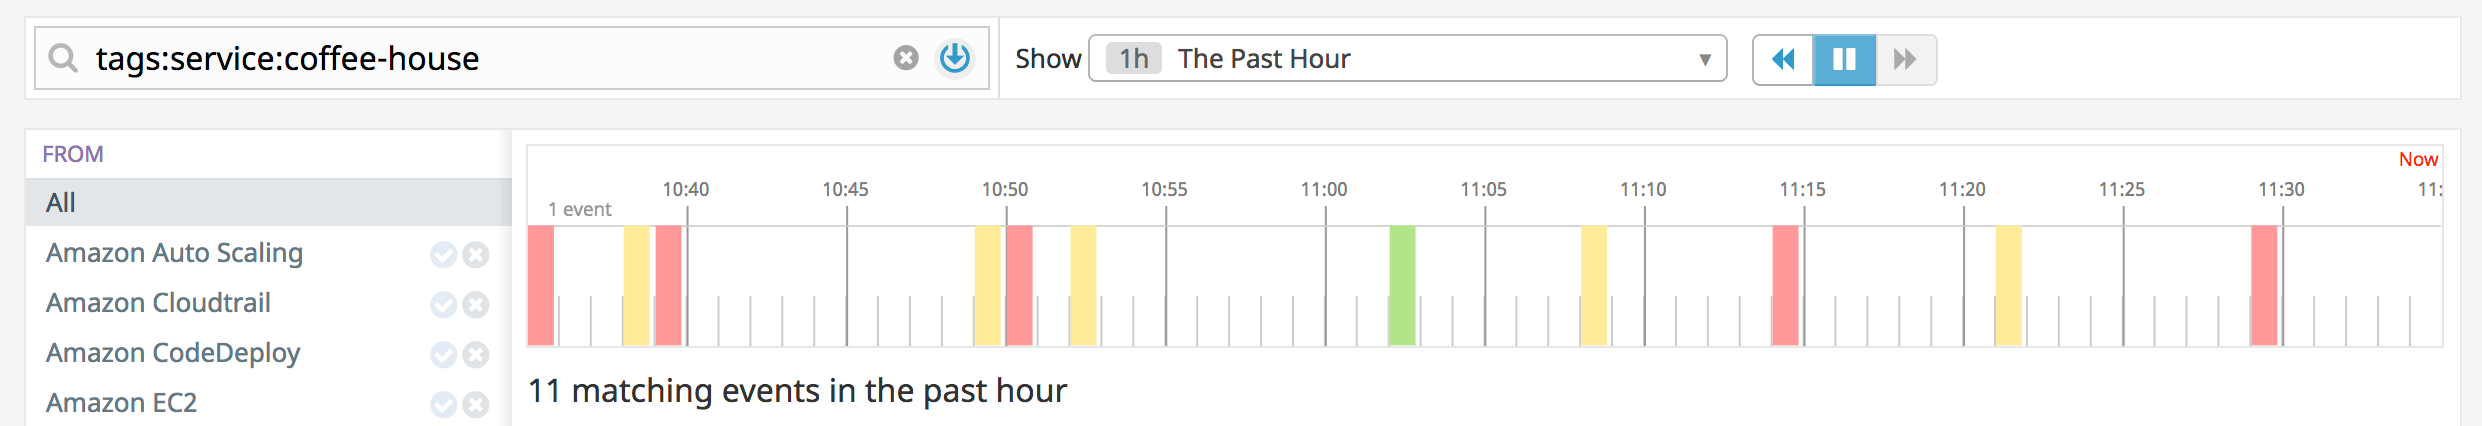 tags:service:coffee-house
Show 1h The Past Hour
FROM
All
Amazon Auto Scaling
Amazon Cloudtrail
Amazon CodeDeploy
Amazon EC2
Now
10:40 10:45 10:50 10:55 11:00 11:05 11:10 11:15 11:20 11:25 11:30 11:
1 event
11 matching events in the past hour